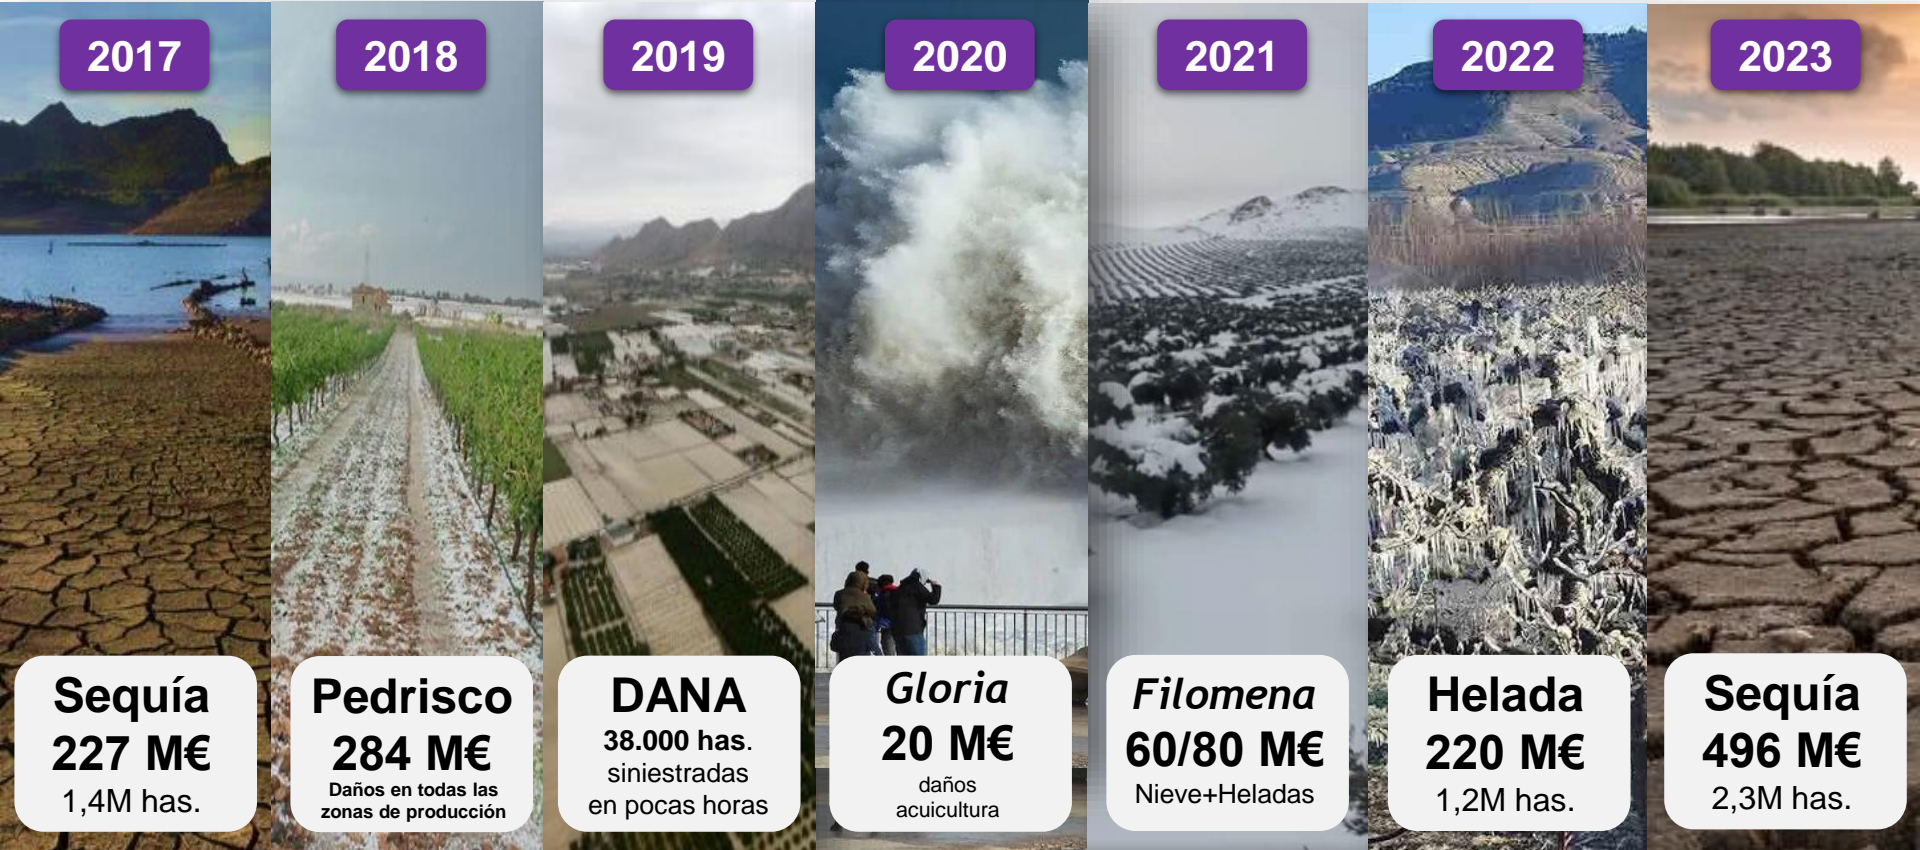 2017
Sequía
227 M€
1,4M has.
2018
Pedrisco
284 M€
Daños en todas las
zonas de producción
2019
DANA
38.000 has.
siniestradas
en pocas horas
2020
Gloria
20 M€
daños
acuicultura
2021
Filomena
60/80 M€
Nieve+Heladas
2022
Helada
220 M€
1,2M has.
2023
Sequía
496 M€
2,3M has.